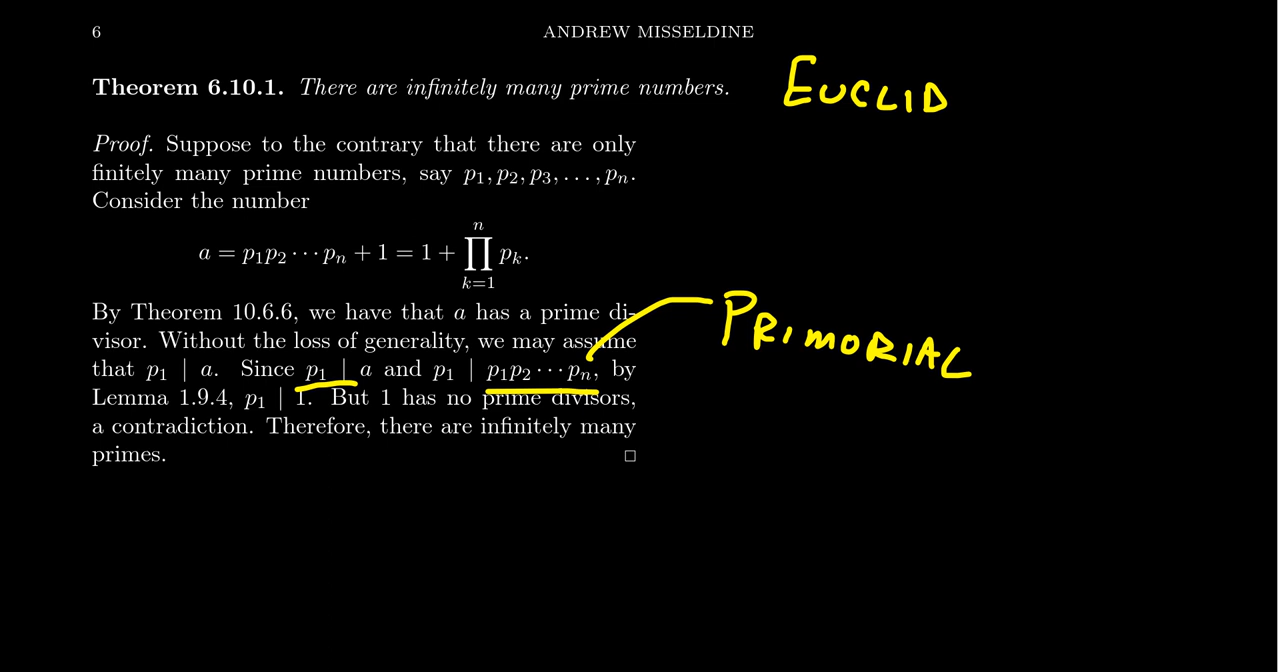 6 ANDREW MISSELDINE
Theorem 6.10.1. There are infinitely many prime numbers. EUCLID
Proof. Suppose to the contrary that there are only
finitely many prime numbers, say p₁, p₂, p₃, . . . , pₙ.
Consider the number
a = p₁p₂ · · · pₙ + 1 = 1 + ∏ₖ₌₁ⁿ pₖ.
By Theorem 10.6.6, we have that a has a prime di-
visor. Without the loss of generality, we may assume PRIMORIAL
that p₁ | a. Since p₁ | a and p₁ | p₁p₂ · · · pₙ, by
Lemma 1.9.4, p₁ | 1. But 1 has no prime divisors,
a contradiction. Therefore, there are infinitely many
primes. □